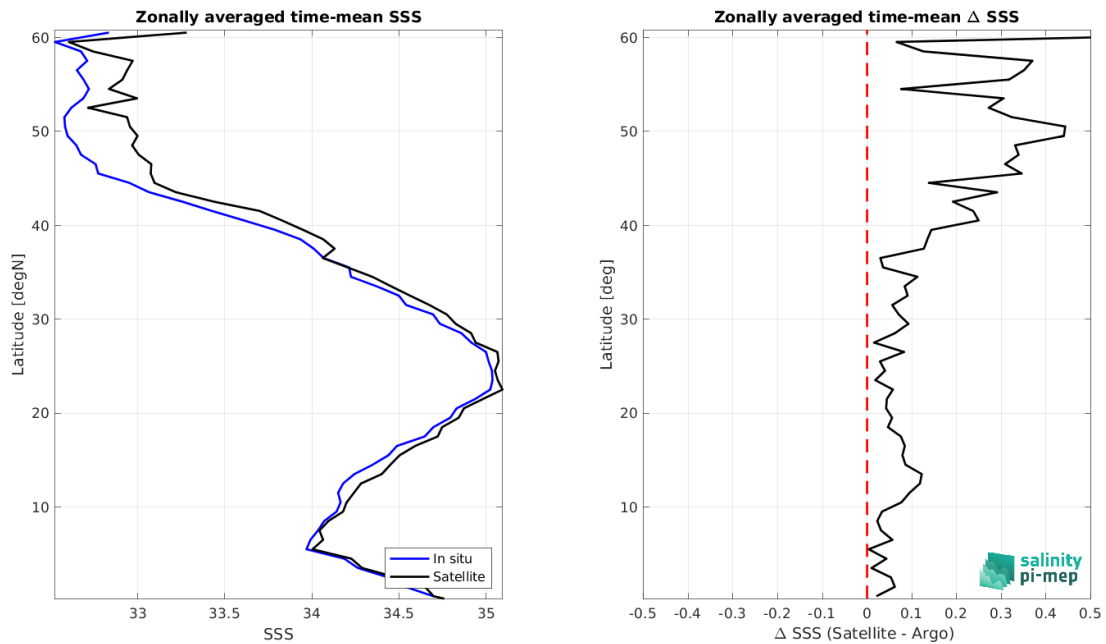 Zonally averaged time-mean SSS
60
50
40
30
20
10
Latitude [degN]
33
33.5
34
34.5
35
SSS
In situ
Satellite
Zonally averaged time-mean Δ SSS
60
50
40
30
20
10
Latitude [deg]
-0.5
-0.4
-0.3
-0.2
-0.1
0
0.1
0.2
0.3
0.4
0.5
Δ SSS (Satellite - Argo)
salinity
pi-mep